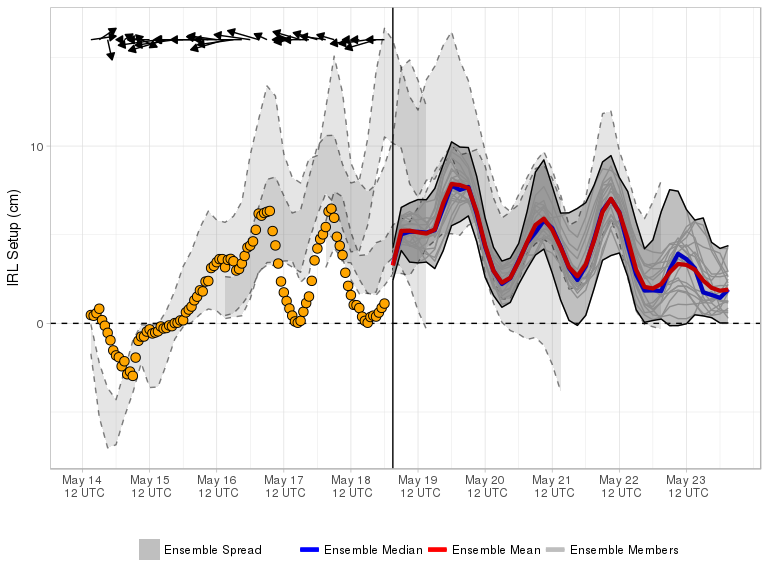 IRL Setup (cm)
10
0
May 14 May 15 May 16 May 17 May 18 May 19 May 20 May 21 May 22 May 23
12 UTC 12 UTC 12 UTC 12 UTC 12 UTC 12 UTC 12 UTC 12 UTC 12 UTC 12 UTC
Ensemble Spread Ensemble Median Ensemble Mean Ensemble Members